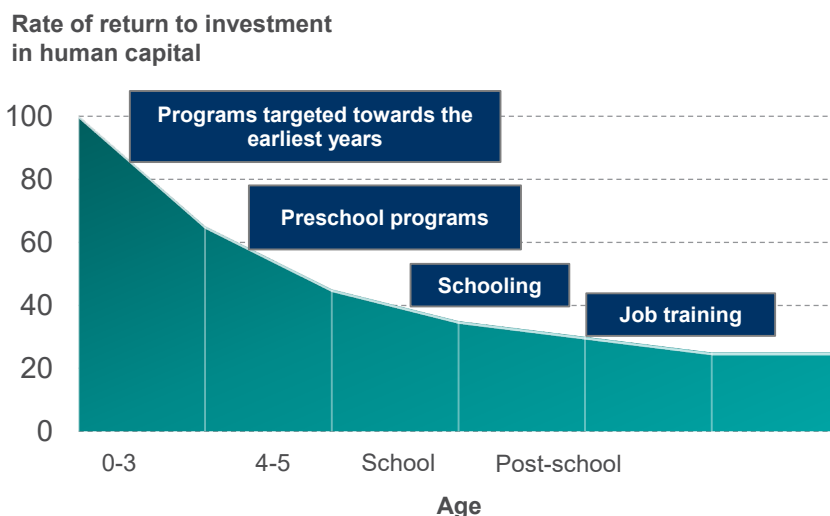 Rate of return to investment
in human capital
100
80
60
40
20
0
Programs targeted towards the
earliest years
Preschool programs
Schooling
Job training
0-3 4-5 School Post-school
Age